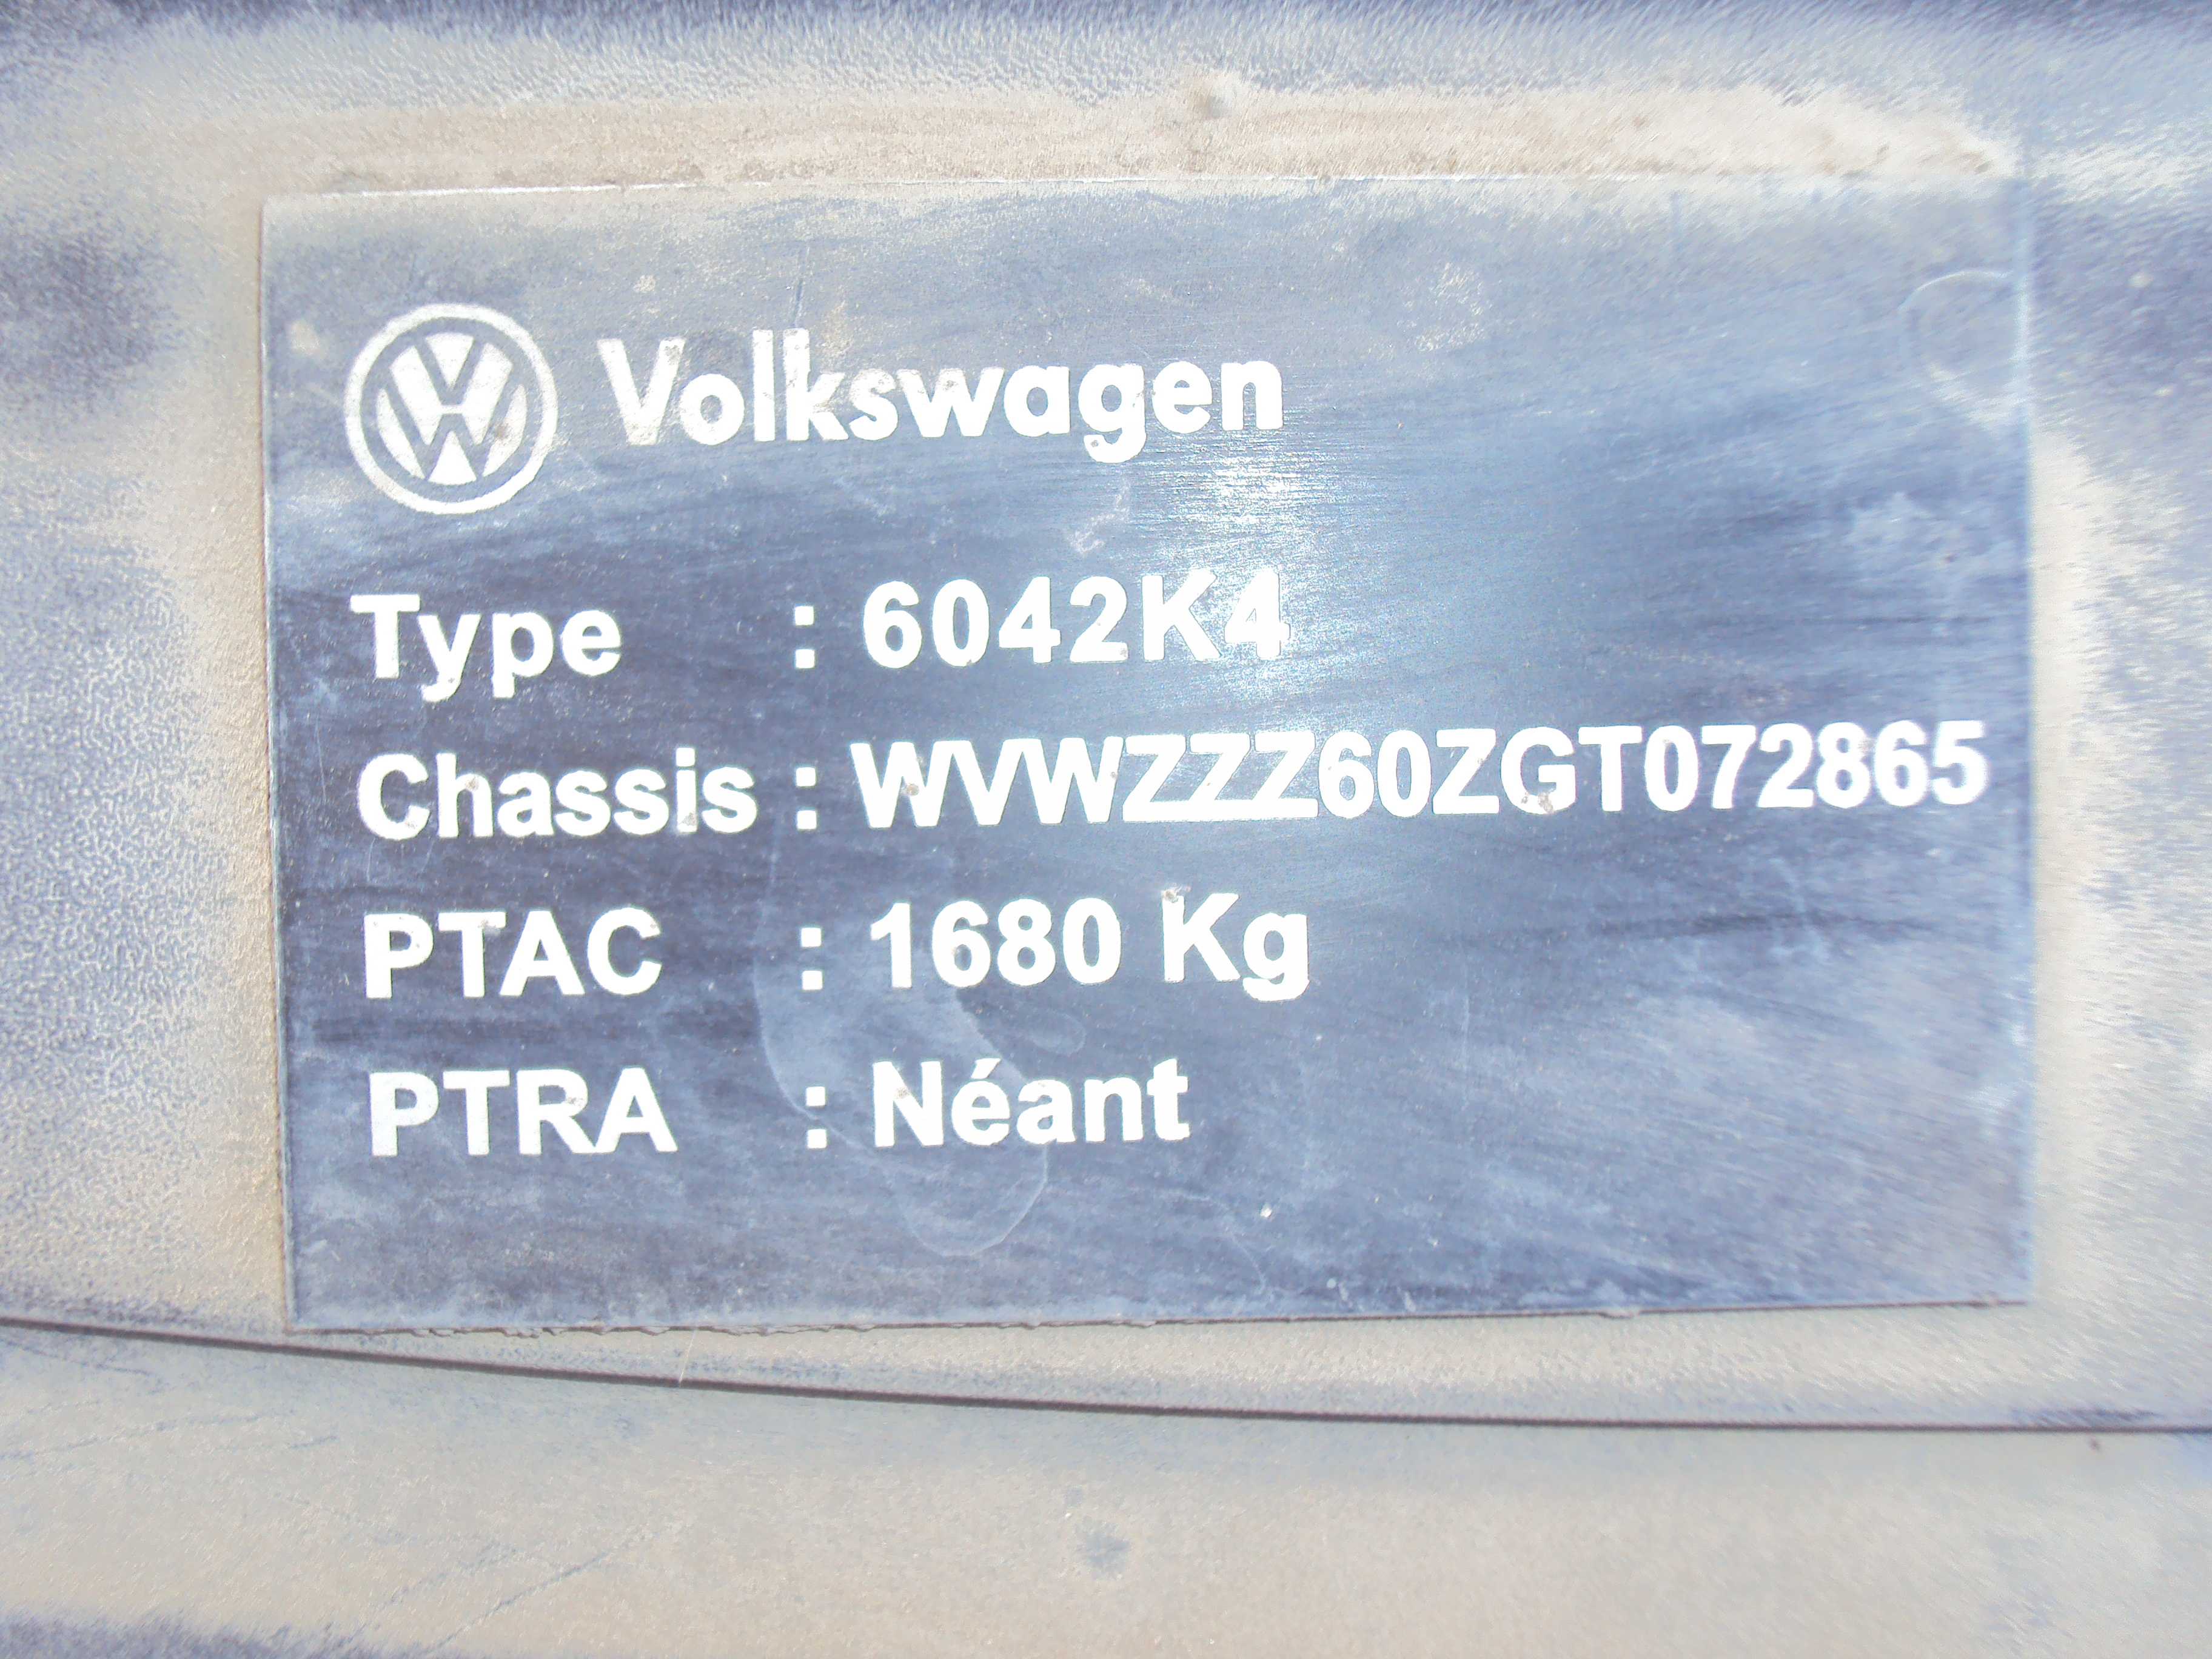 Volkswagen
Type : 6042K4
Chassis : WVWZZZ60ZGT072865
PTAC : 1680 Kg
PTRA : Néant